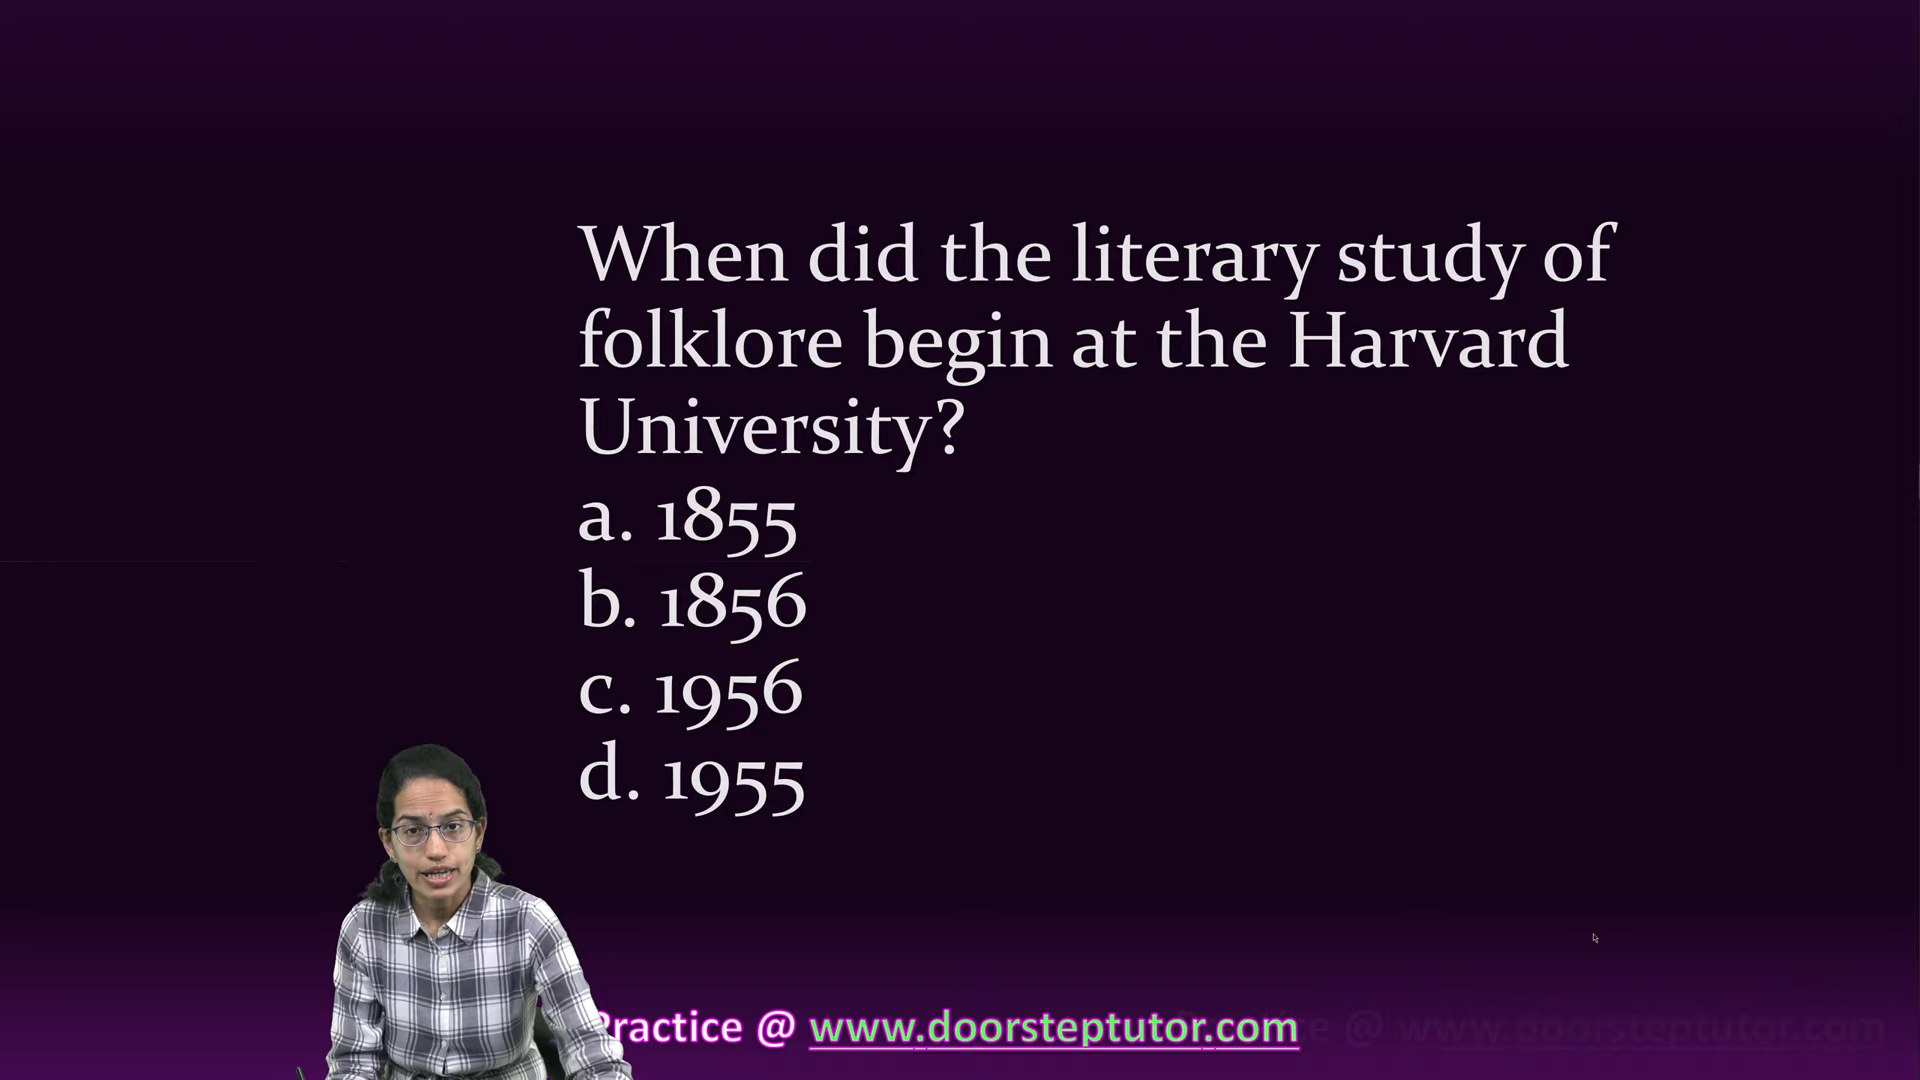 When did the literary study of
folklore begin at the Harvard
University?
a. 1855
b. 1856
c. 1956
d. 1955
Practice @ www.doorsteptutor.com